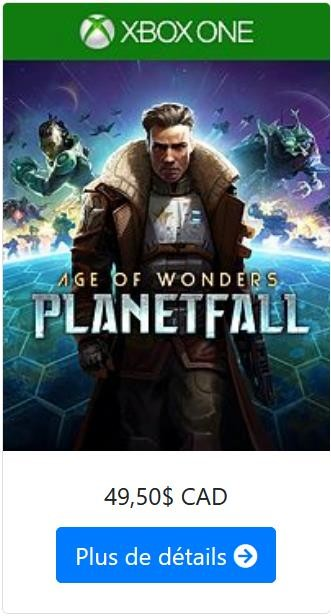 XBOX ONE
AGE OF WONDERS
PLANETFALL
49,50$ CAD
Plus de détails